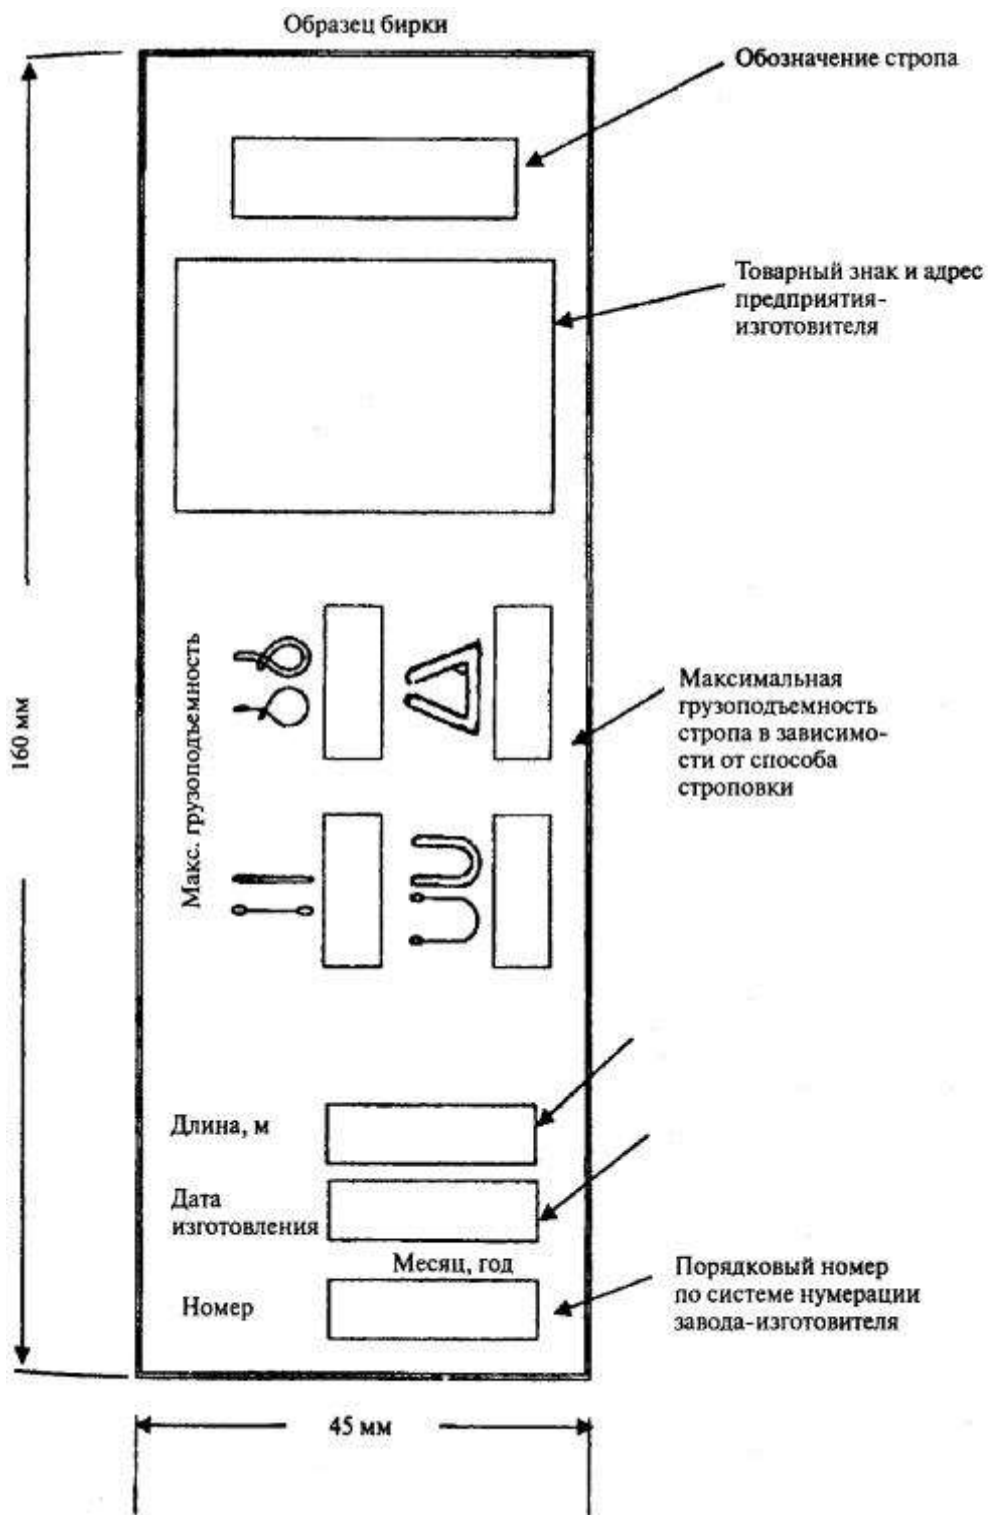 Образец бирки
Обозначение стропа
Товарный знак и адрес
предприятия-
изготовителя
160 мм
Макс. грузоподъемность
Максимальная
грузоподъемность
стропа в зависимо-
сти от способа
строповки
Длина, м
Дата
изготовления
Месяц, год
Номер
Порядковый номер
по системе нумерации
завода-изготовителя
45 мм